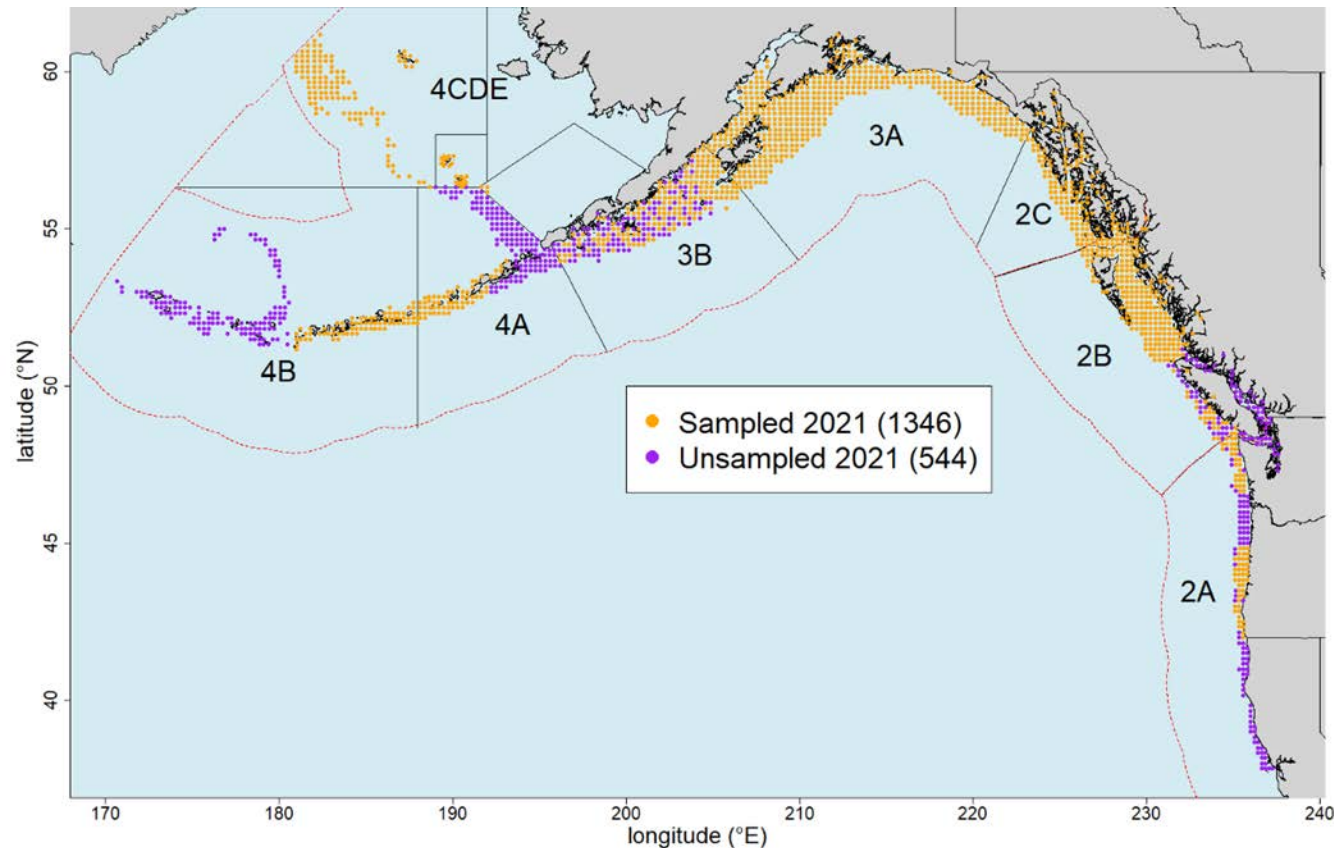 60
55
50
45
40
latitude (°N)
4CDE
3A
2C
3B
4A
2B
4B
2A
Sampled 2021 (1346)
Unsampled 2021 (544)
170
180
190
200
210
220
230
240
longitude (°E)